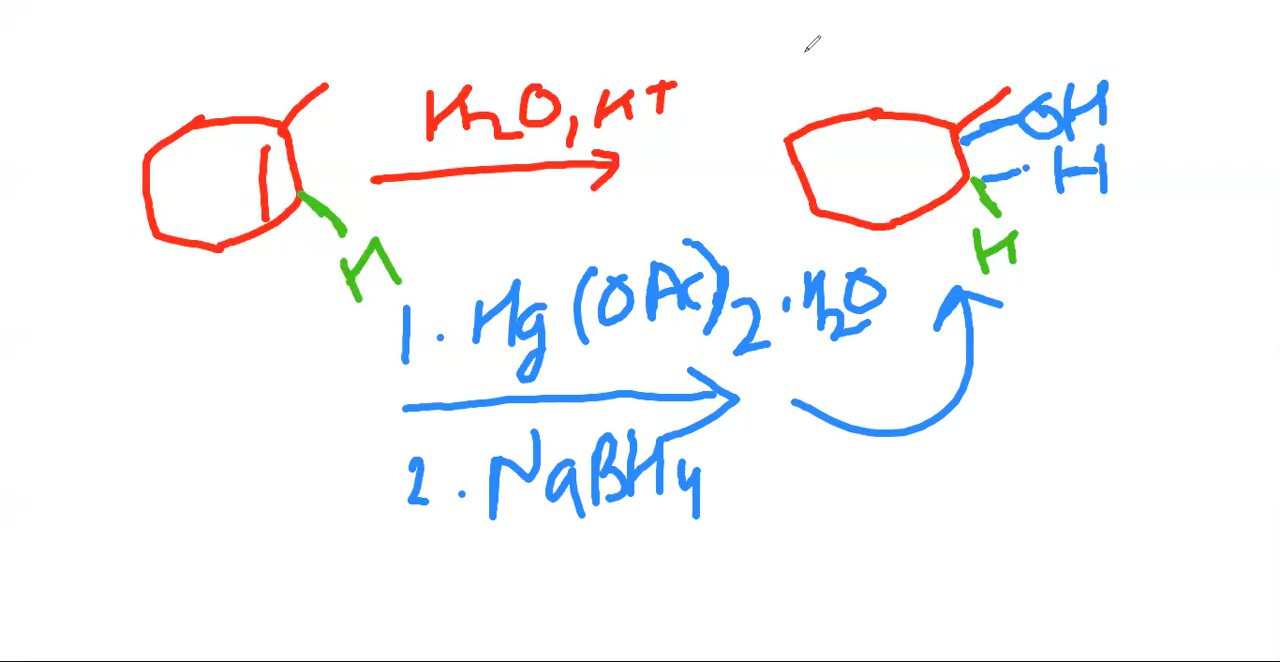 H2O, H+
OH
H
H
H
1. Hg(OAc)2 · H2O
2. NaBH4